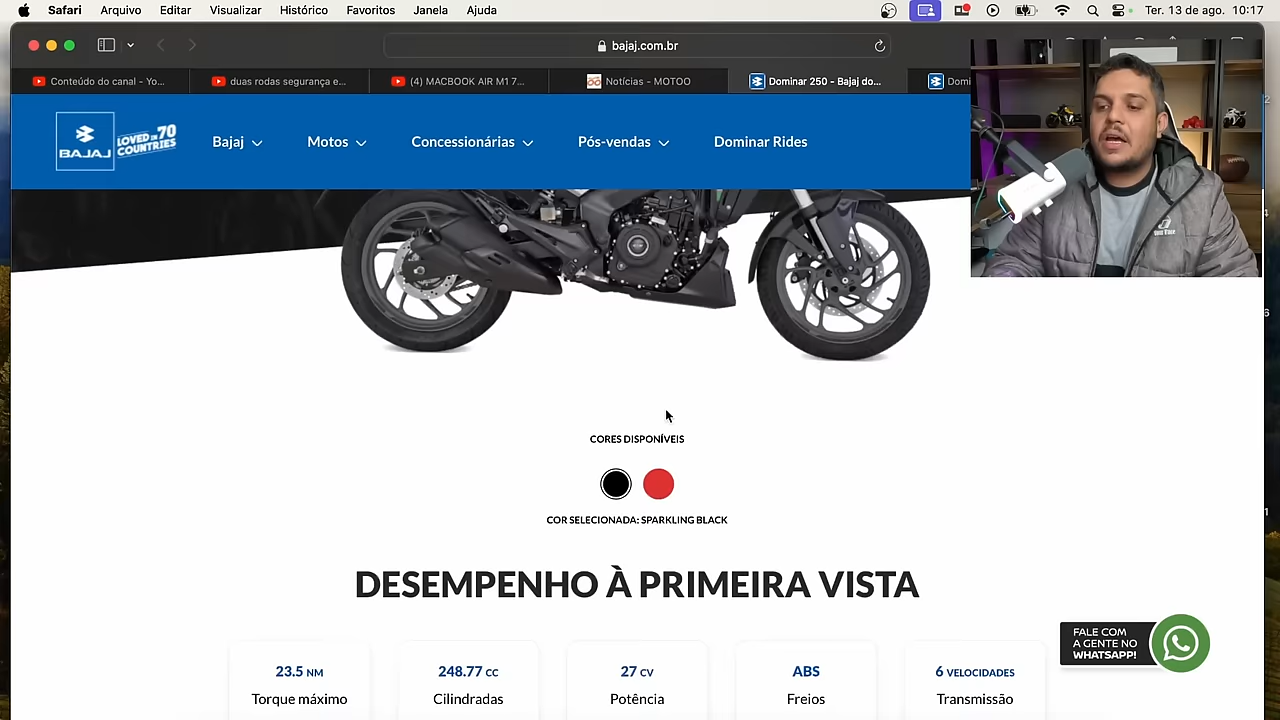 Safari Arquivo Editar Visualizar Histórico Favoritos Janela Ajuda
Ter. 13 de ago. 10:17
bajaj.com.br
Conteúdo do canal - Yo...
duas rodas segurança e...
(4) MACBOOK AIR M1 7...
Notícias - MOTOO
Dominar 250 - Bajaj do...
Domi
BAJAJ
LOVED IN 70
COUNTRIES
Bajaj
Motos
Concessionárias
Pós-vendas
Dominar Rides
CORES DISPONÍVEIS
COR SELECIONADA: SPARKLING BLACK
DESEMPENHO À PRIMEIRA VISTA
23.5 NM
Torque máximo
248.77 CC
Cilindradas
27 CV
Potência
ABS
Freios
6 VELOCIDADES
Transmissão
FALE COM
A GENTE NO
WHATSAPP!